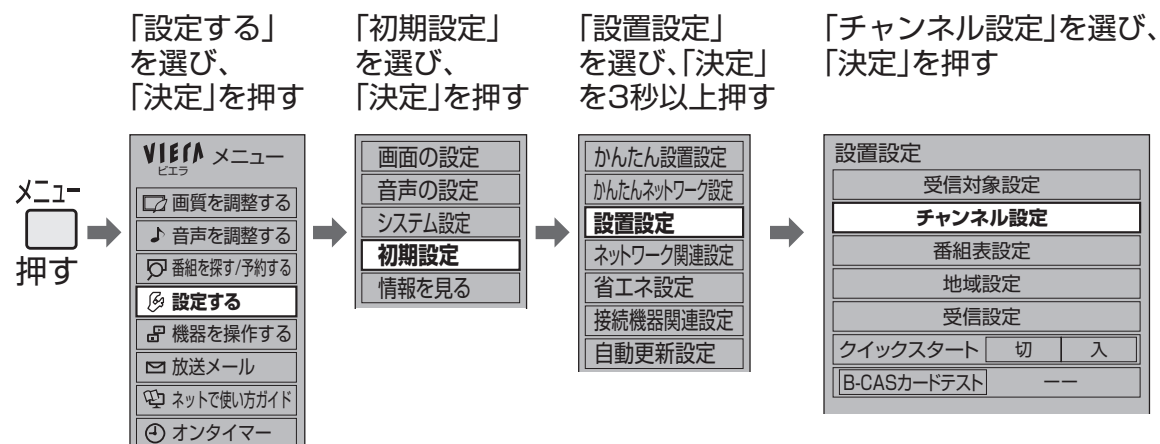 「設定する」
を選び、
「決定」を押す
「初期設定」
を選び、
「決定」を押す
「設置設定」
を選び、「決定」
を3秒以上押す
「チャンネル設定」を選び、
「決定」を押す
メニュー
押す
VIERA メニュー
ビエラ
画質を調整する
音声を調整する
番組を探す/予約する
設定する
機器を操作する
放送メール
ネットで使い方ガイド
オンタイマー
画面の設定
音声の設定
システム設定
初期設定
情報を見る
かんたん設置設定
かんたんネットワーク設定
設置設定
ネットワーク関連設定
省エネ設定
接続機器関連設定
自動更新設定
設置設定
受信対象設定
チャンネル設定
番組表設定
地域設定
受信設定
クイックスタート 切 入
B-CASカードテスト －－